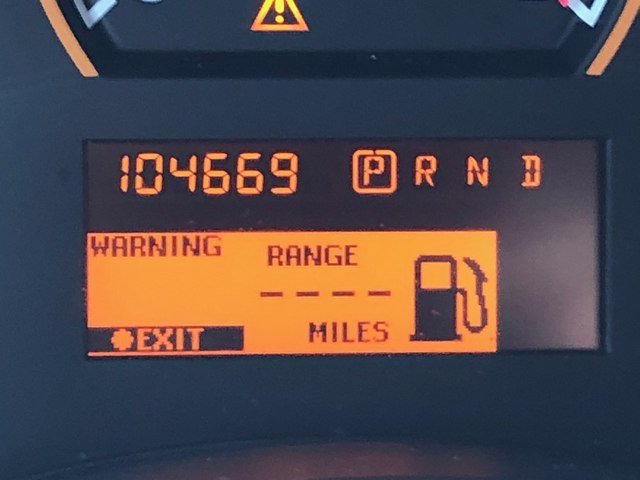 104669 P R N D
WARNING
RANGE
----
MILES
EXIT